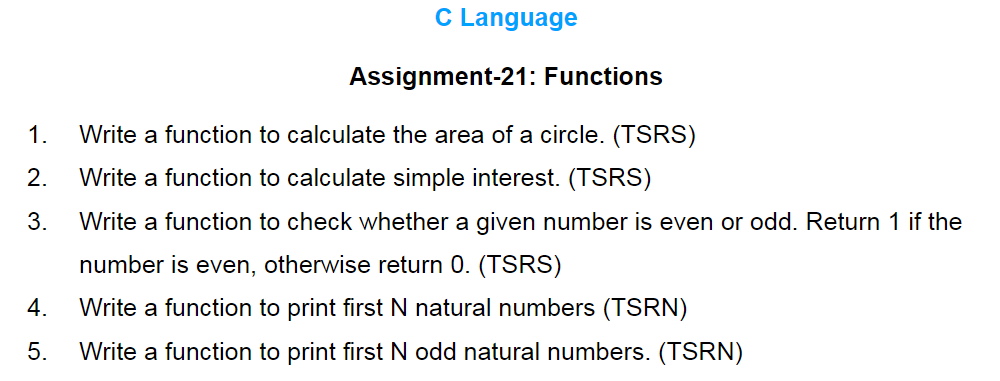 C Language
Assignment-21: Functions
1. Write a function to calculate the area of a circle. (TSRS)
2. Write a function to calculate simple interest. (TSRS)
3. Write a function to check whether a given number is even or odd. Return 1 if the
number is even, otherwise return 0. (TSRS)
4. Write a function to print first N natural numbers (TSRN)
5. Write a function to print first N odd natural numbers. (TSRN)